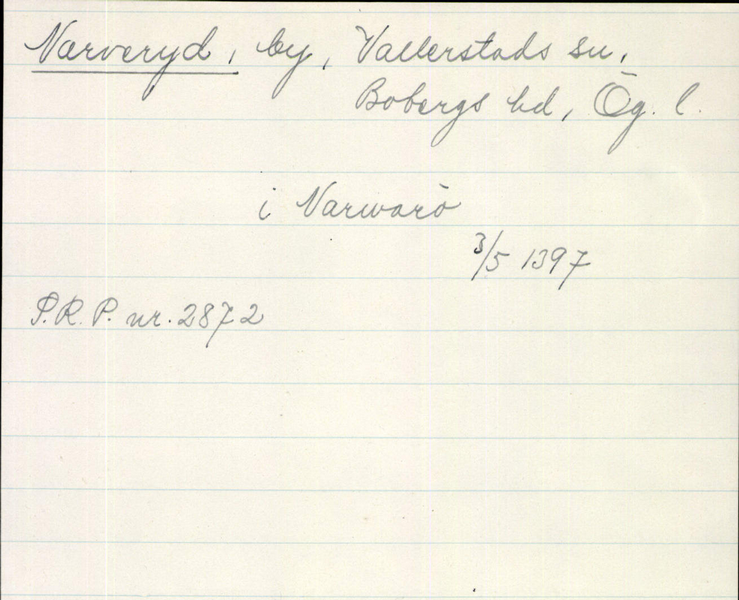 Narveryd, by, Vallerstads sn,
Bobergs hd, Ög. l.
i Narwarö
3/5 1397
P.R.P. nr. 2872